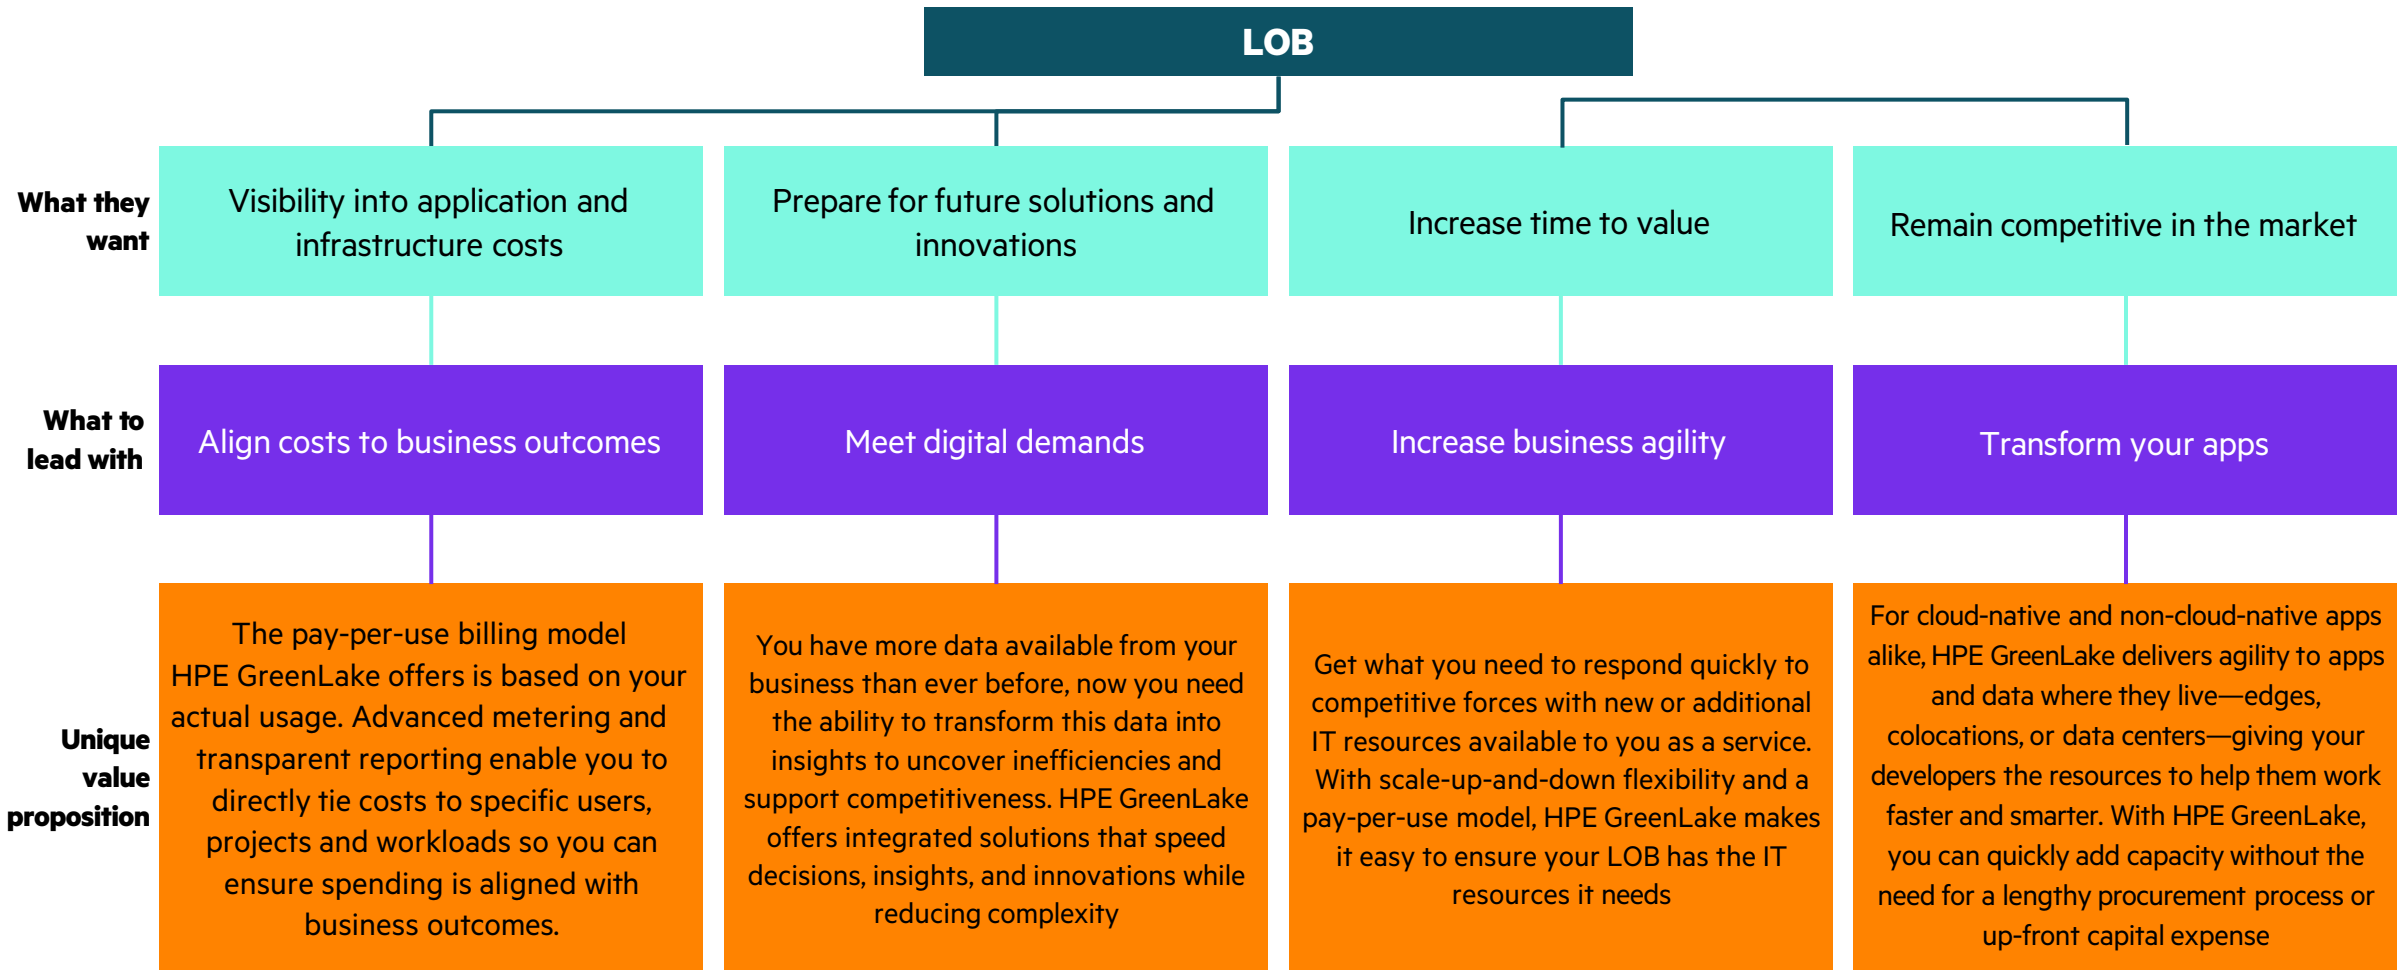 LOB
What they
want
Visibility into application and
infrastructure costs
Prepare for future solutions and
innovations
Increase time to value
Remain competitive in the market
What to
lead with
Align costs to business outcomes
Meet digital demands
Increase business agility
Transform your apps
Unique
value
proposition
The pay-per-use billing model
HPE GreenLake offers is based on your
actual usage. Advanced metering and
transparent reporting enable you to
directly tie costs to specific users,
projects and workloads so you can
ensure spending is aligned with
business outcomes.
You have more data available from your
business than ever before, now you need
the ability to transform this data into
insights to uncover inefficiencies and
support competitiveness. HPE GreenLake
offers integrated solutions that speed
decisions, insights, and innovations while
reducing complexity
Get what you need to respond quickly to
competitive forces with new or additional
IT resources available to you as a service.
With scale-up-and-down flexibility and a
pay-per-use model, HPE GreenLake makes
it easy to ensure your LOB has the IT
resources it needs
For cloud-native and non-cloud-native apps
alike, HPE GreenLake delivers agility to apps
and data where they live—edges,
colocations, or data centers—giving your
developers the resources to help them work
faster and smarter. With HPE GreenLake,
you can quickly add capacity without the
need for a lengthy procurement process or
up-front capital expense